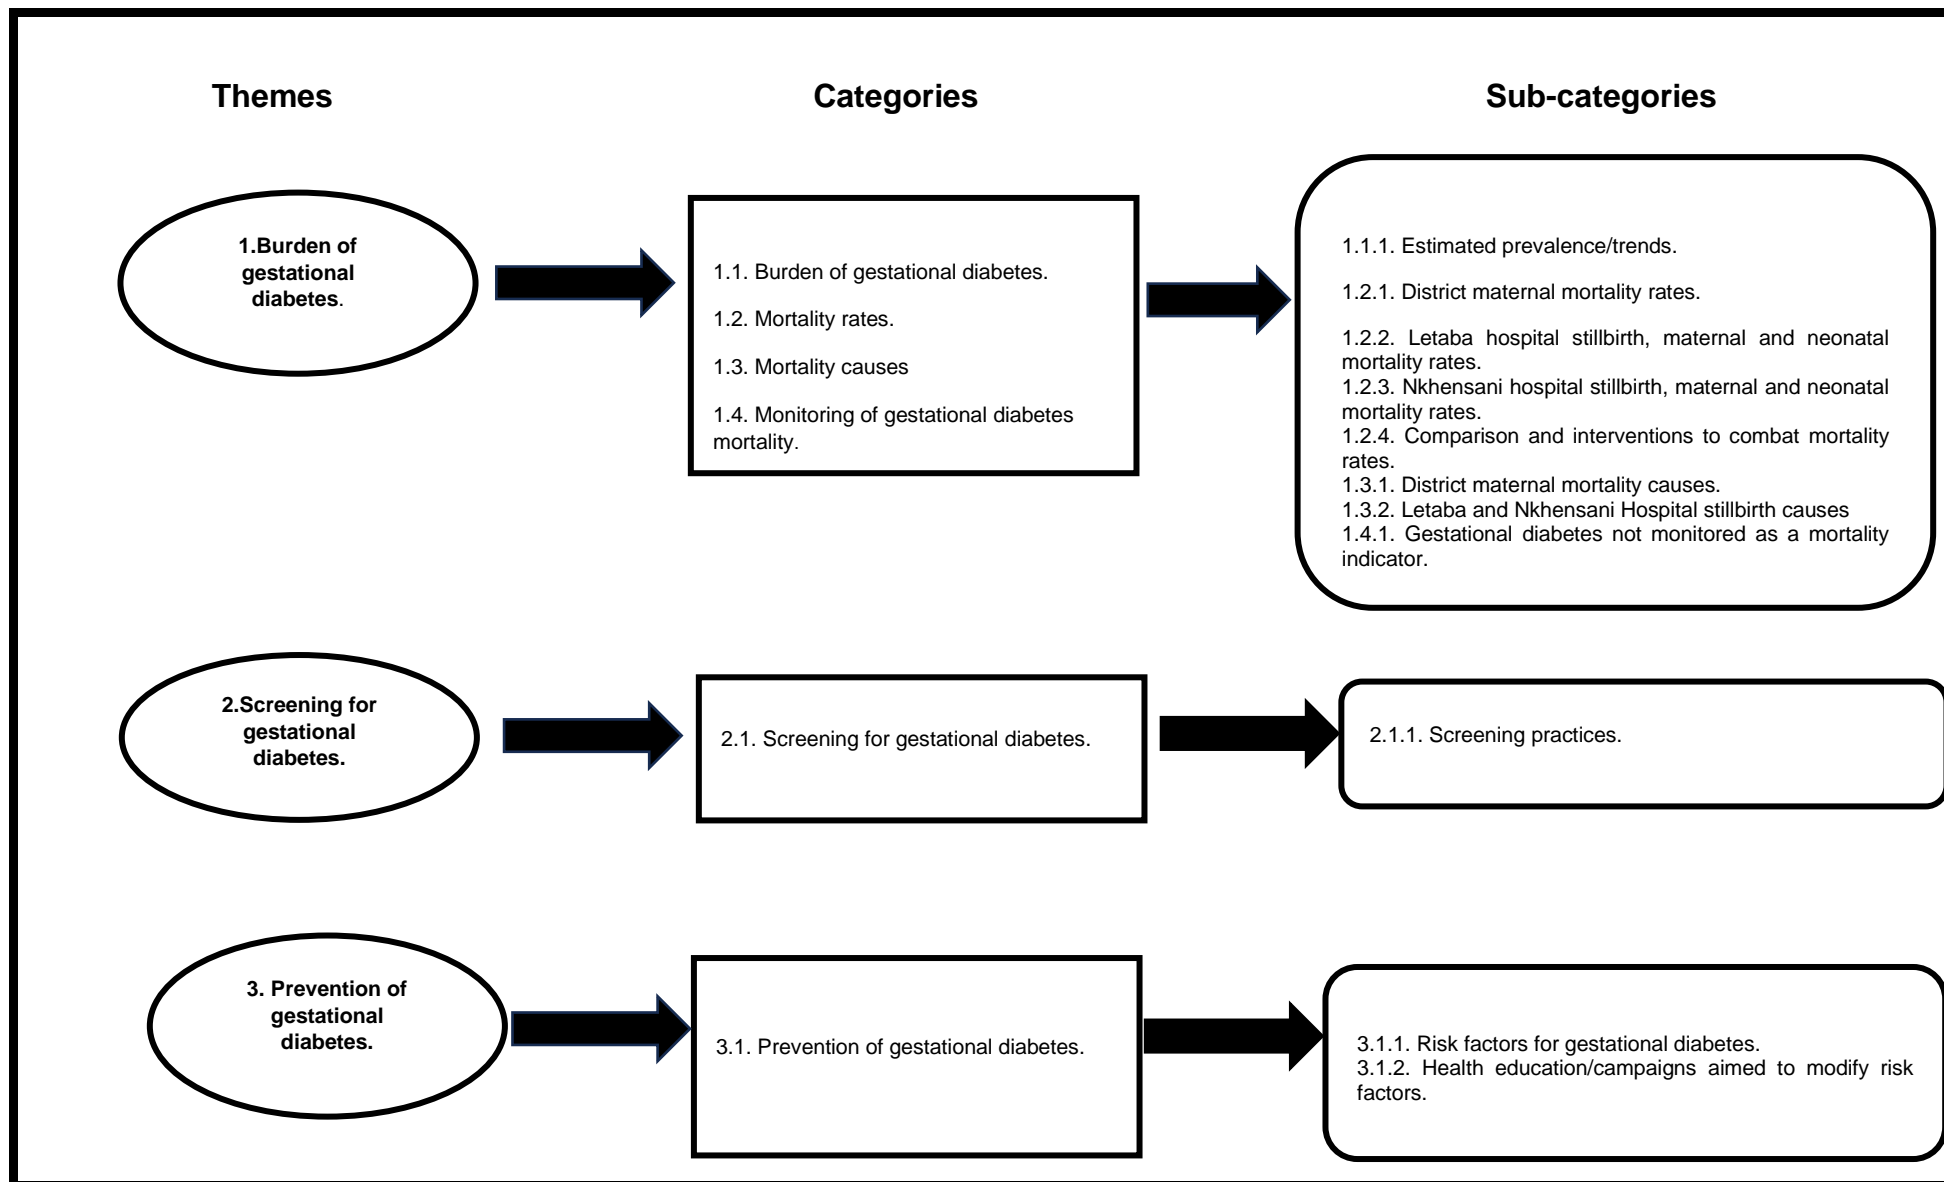 Themes
Categories
Sub-categories
1.Burden of
gestational
diabetes.
1.1. Burden of gestational diabetes.
1.2. Mortality rates.
1.3. Mortality causes
1.4. Monitoring of gestational diabetes
mortality.
1.1.1. Estimated prevalence/trends.
1.2.1. District maternal mortality rates.
1.2.2. Letaba hospital stillbirth, maternal and neonatal
mortality rates.
1.2.3. Nkhensani hospital stillbirth, maternal and neonatal
mortality rates.
1.2.4. Comparison and interventions to combat mortality
rates.
1.3.1. District maternal mortality causes.
1.3.2. Letaba and Nkhensani Hospital stillbirth causes
1.4.1. Gestational diabetes not monitored as a mortality
indicator.
2.Screening for
gestational
diabetes.
2.1. Screening for gestational diabetes.
2.1.1. Screening practices.
3. Prevention of
gestational
diabetes.
3.1. Prevention of gestational diabetes.
3.1.1. Risk factors for gestational diabetes.
3.1.2. Health education/campaigns aimed to modify risk
factors.